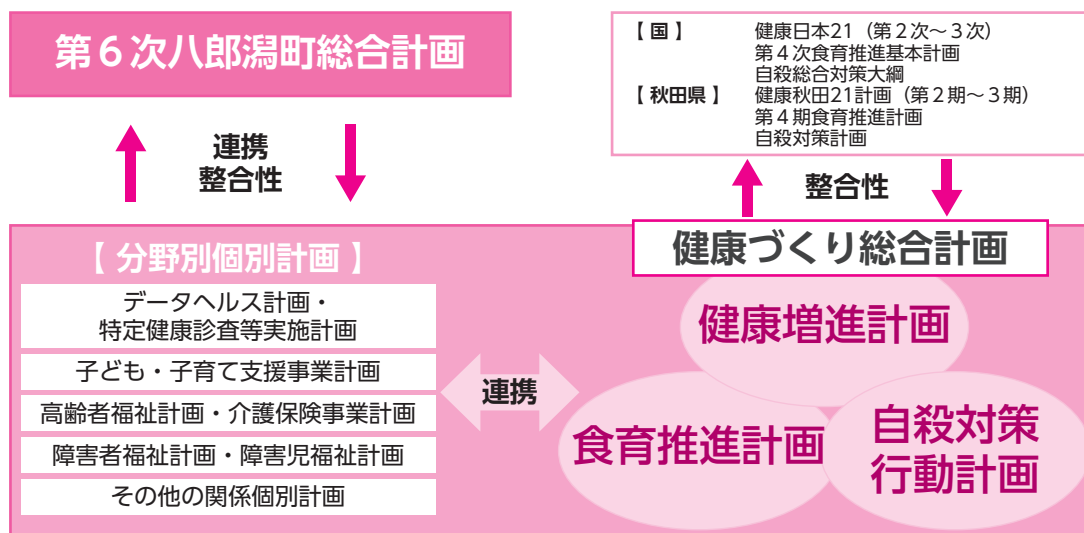 第6次八郎潟町総合計画
【 国 】 健康日本21（第2次～3次）
第4次食育推進基本計画
自殺総合対策大綱
【 秋田県 】 健康秋田21計画（第2期～3期）
第4期食育推進計画
自殺対策計画
連携
整合性
整合性
【 分野別個別計画 】
データヘルス計画・
特定健康診査等実施計画
子ども・子育て支援事業計画
高齢者福祉計画・介護保険事業計画
障害者福祉計画・障害児福祉計画
その他の関係個別計画
連携
健康づくり総合計画
健康増進計画
食育推進計画
自殺対策
行動計画